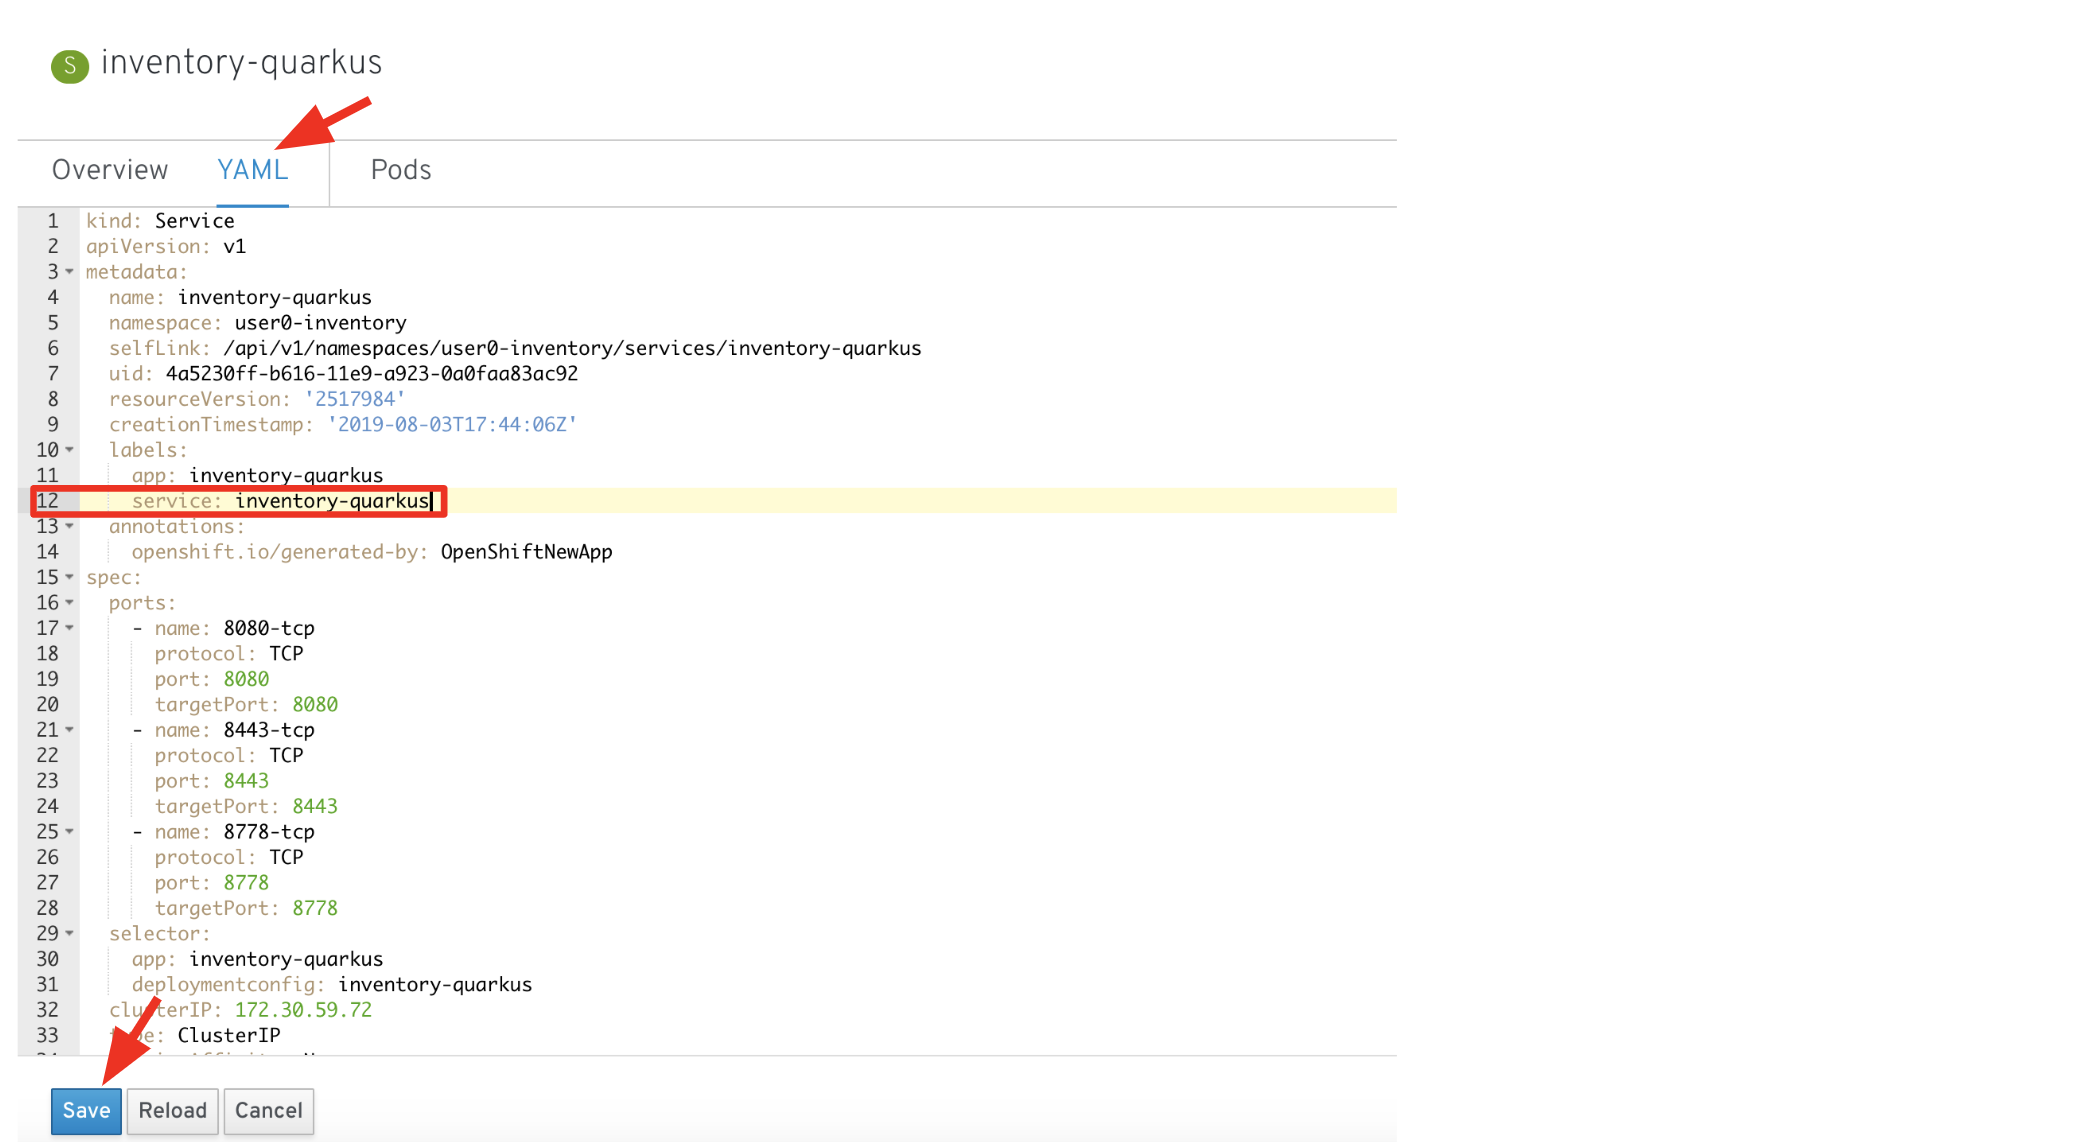 S inventory-quarkus
Overview YAML Pods
1 kind: Service
2 apiVersion: v1
3 metadata:
4 name: inventory-quarkus
5 namespace: user0-inventory
6 selfLink: /api/v1/namespaces/user0-inventory/services/inventory-quarkus
7 uid: 4a5230ff-b616-11e9-a923-0a0faa83ac92
8 resourceVersion: '2517984'
9 creationTimestamp: '2019-08-03T17:44:06Z'
10 labels:
11 app: inventory-quarkus
12 service: inventory-quarkus
13 annotations:
14 openshift.io/generated-by: OpenShiftNewApp
15 spec:
16 ports:
17 - name: 8080-tcp
18 protocol: TCP
19 port: 8080
20 targetPort: 8080
21 - name: 8443-tcp
22 protocol: TCP
23 port: 8443
24 targetPort: 8443
25 - name: 8778-tcp
26 protocol: TCP
27 port: 8778
28 targetPort: 8778
29 selector:
30 app: inventory-quarkus
31 deploymentconfig: inventory-quarkus
32 clusterIP: 172.30.59.72
33 type: ClusterIP
Save Reload Cancel